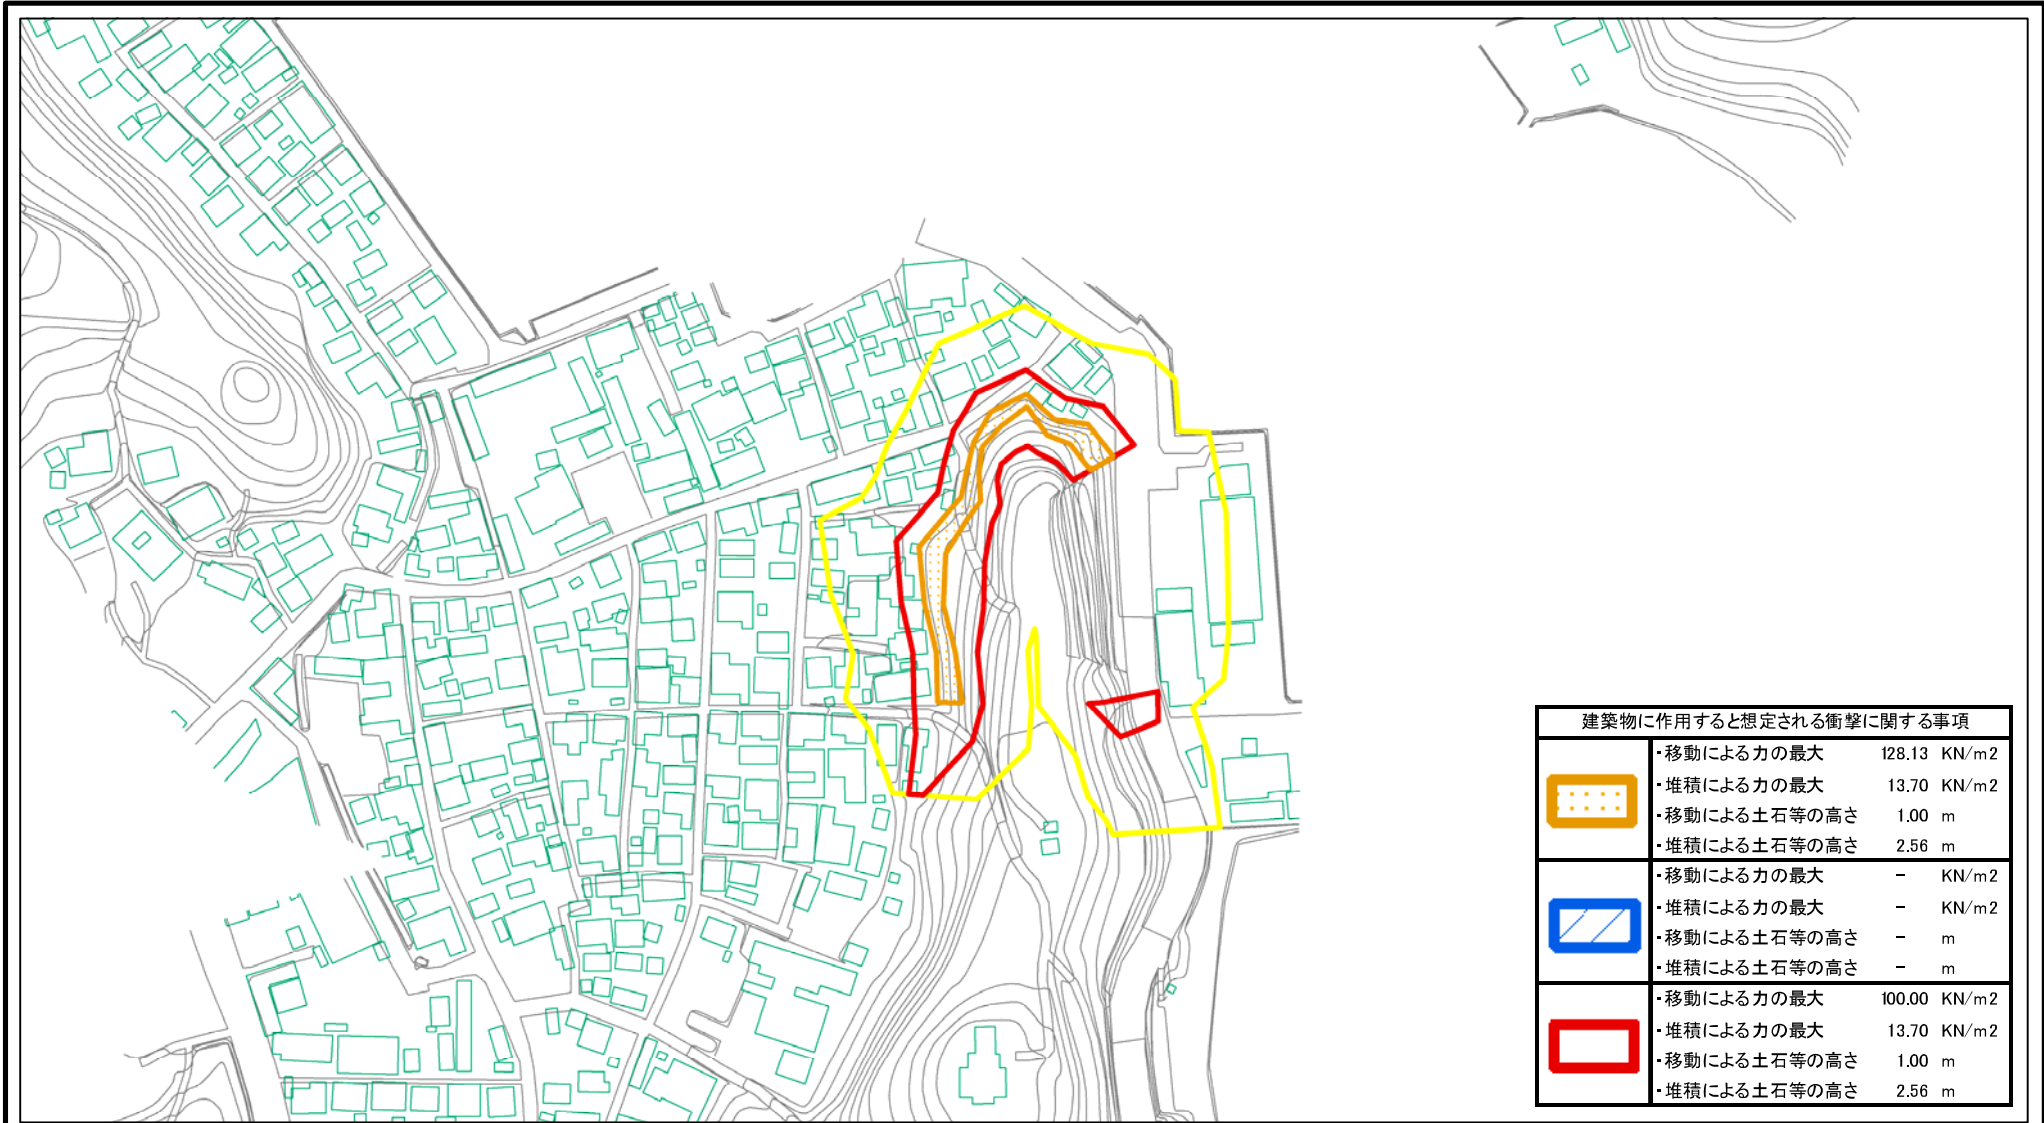 建築物に作用すると想定される衝撃に関する事項
・移動による力の最大 128.13 KN/m2
・堆積による力の最大 13.70 KN/m2
・移動による土石等の高さ 1.00 m
・堆積による土石等の高さ 2.56 m
・移動による力の最大 - KN/m2
・堆積による力の最大 - KN/m2
・移動による土石等の高さ - m
・堆積による土石等の高さ - m
・移動による力の最大 100.00 KN/m2
・堆積による力の最大 13.70 KN/m2
・移動による土石等の高さ 1.00 m
・堆積による土石等の高さ 2.56 m